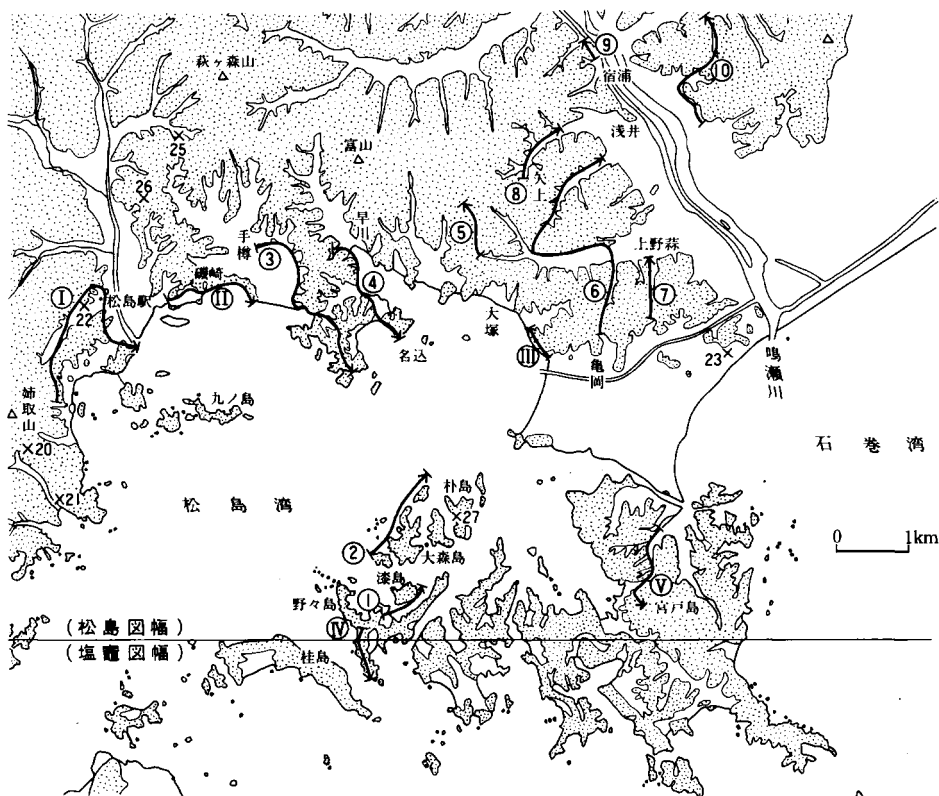 ⑨
萩ヶ森山
宿浦
⑩
25
富山
浅井
26
⑧
矢上
早川
⑤
手樽
③
上野蒜
磯崎
④
Ⅰ
松島駅
Ⅱ
⑥
⑦
22
大塚
名込
Ⅲ
亀岡
23
鳴瀬川
姉取山
九ノ島
20
石巻湾
21
松島湾
朴島
27
0 1km
②
大森島
漆島
①
野々島
Ⅴ
宮戸島
Ⅳ
(松島図幅)
(塩竈図幅)
桂島